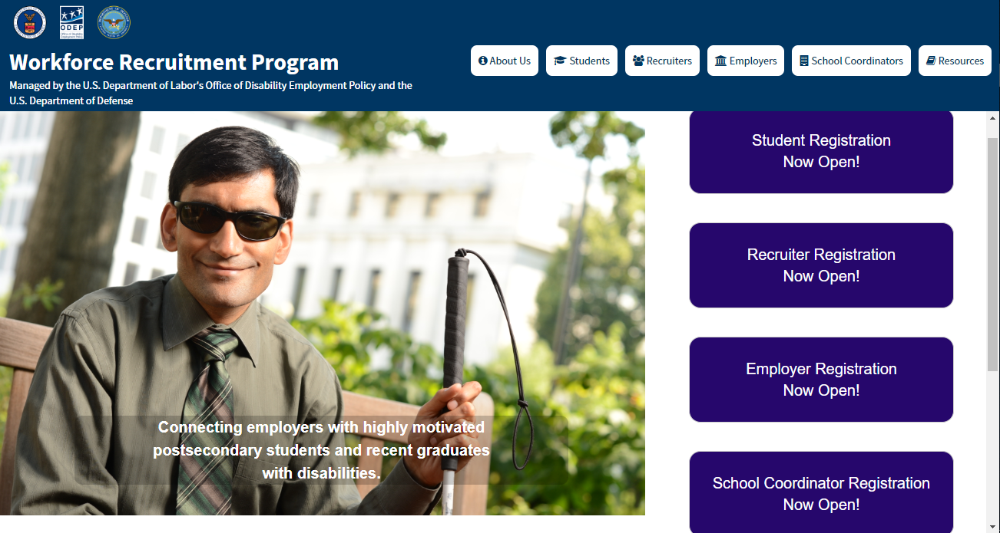 ODEP
Workforce Recruitment Program
Managed by the U.S. Department of Labor's Office of Disability Employment Policy and the
U.S. Department of Defense
About Us
Students
Recruiters
Employers
School Coordinators
Resources
Connecting employers with highly motivated
postsecondary students and recent graduates
with disabilities.
Student Registration
Now Open!
Recruiter Registration
Now Open!
Employer Registration
Now Open!
School Coordinator Registration
Now Open!